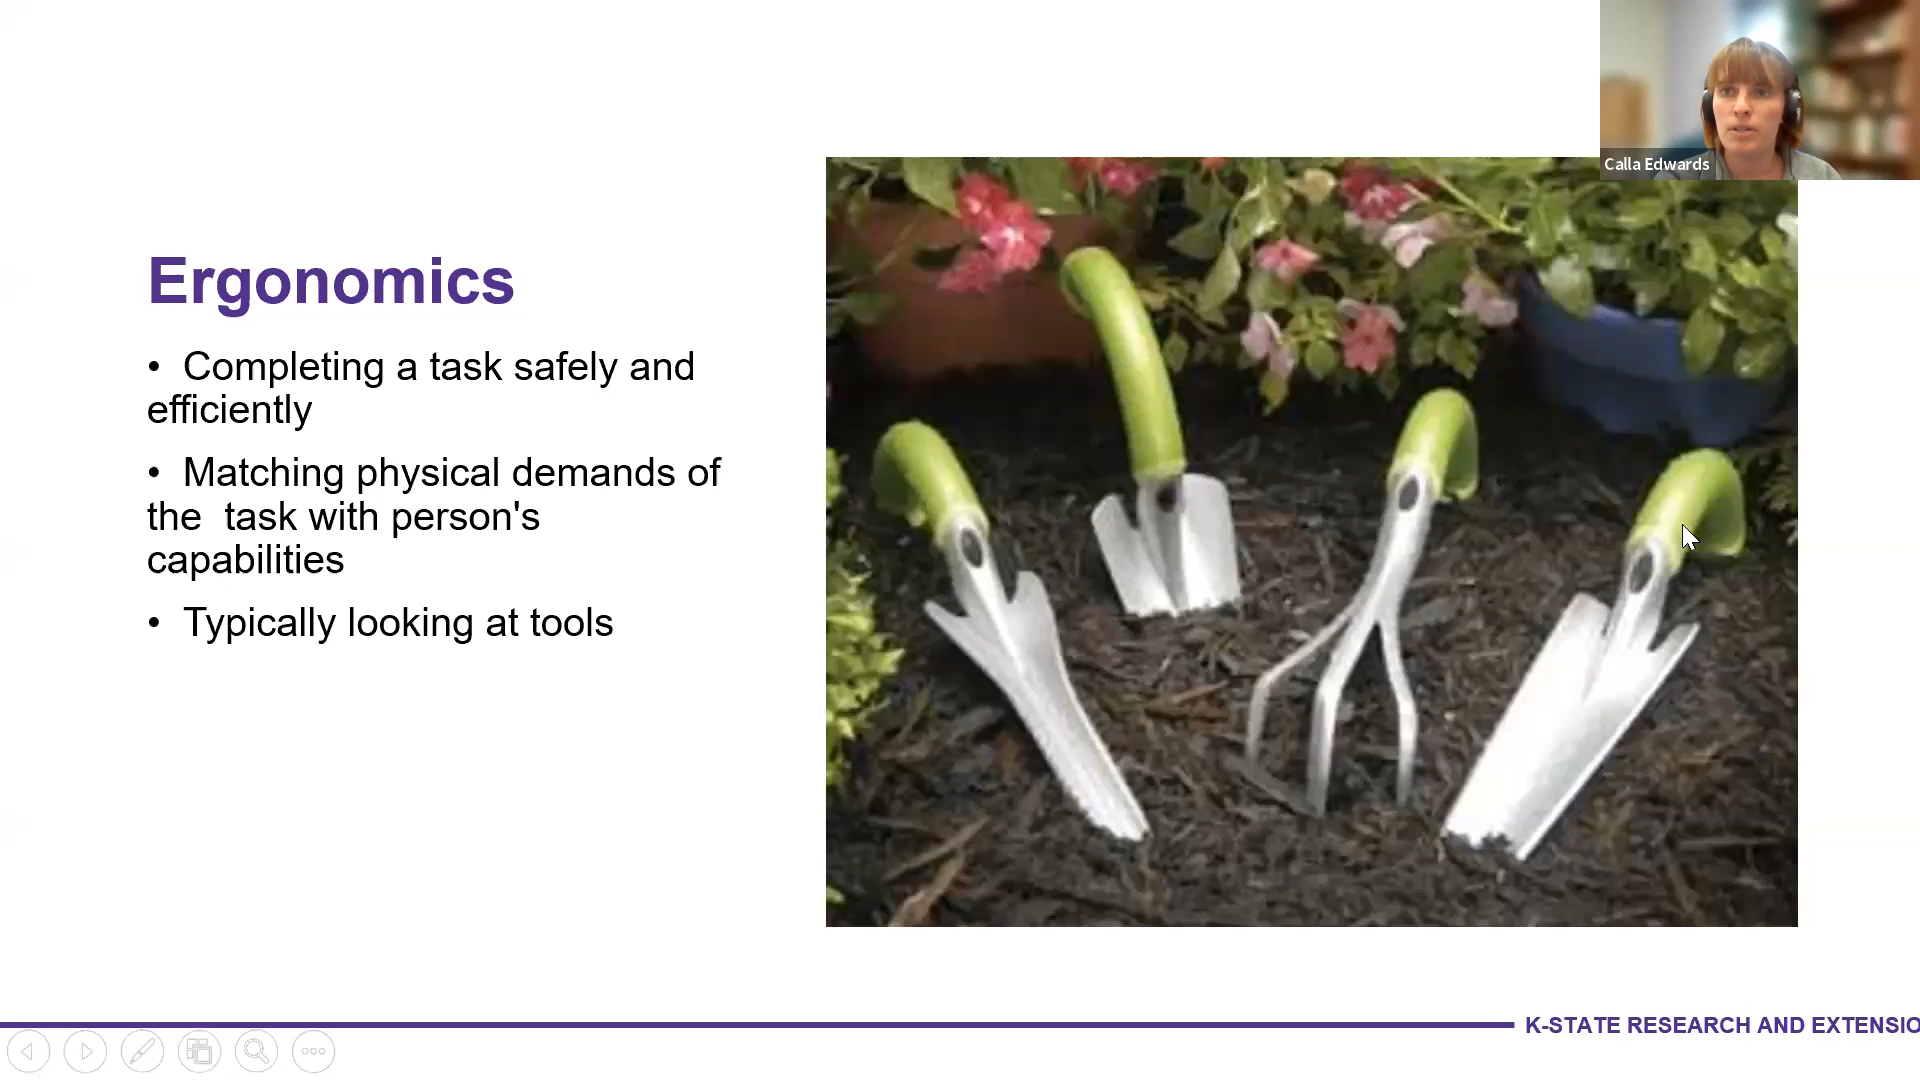 Calla Edwards
Ergonomics
• Completing a task safely and
efficiently
• Matching physical demands of
the  task with person's
capabilities
• Typically looking at tools
K-STATE RESEARCH AND EXTENSIO